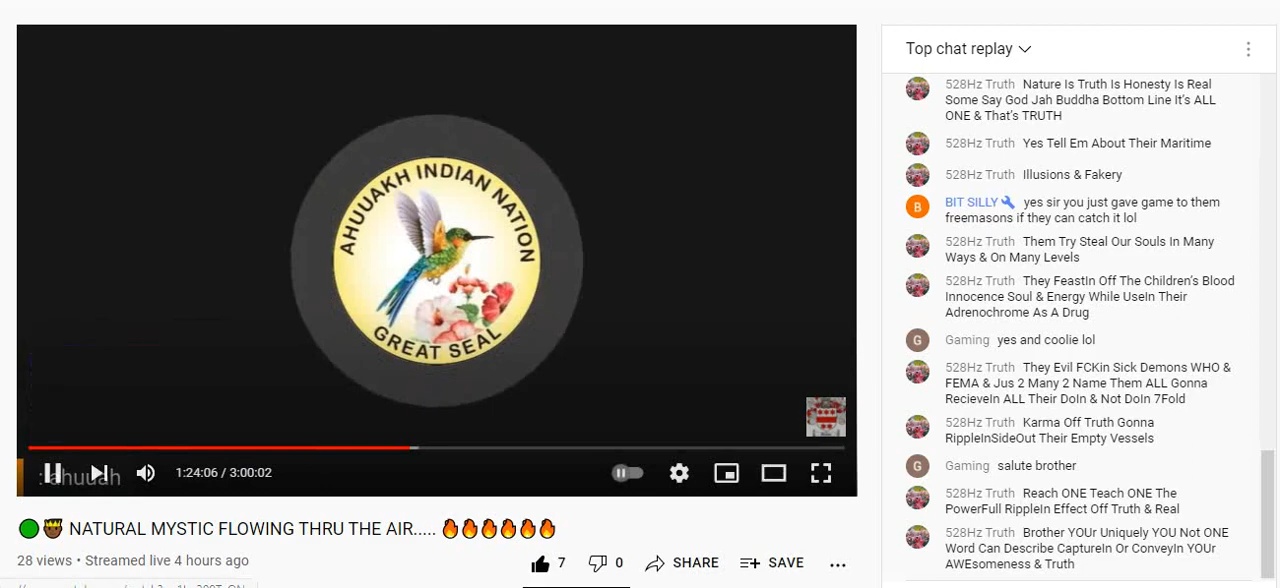 AHUUAKH INDIAN NATION
GREAT SEAL
: ahuuah
1:24:06 / 3:00:02
NATURAL MYSTIC FLOWING THRU THE AIR.....
28 views • Streamed live 4 hours ago
7
0
SHARE
SAVE
Top chat replay
528Hz Truth Nature Is Truth Is Honesty Is Real
Some Say God Jah Buddha Bottom Line It’s ALL
ONE & That’s TRUTH
528Hz Truth Yes Tell Em About Their Maritime
528Hz Truth Illusions & Fakery
B
BIT SILLY yes sir you just gave game to them
freemasons if they can catch it lol
528Hz Truth Them Try Steal Our Souls In Many
Ways & On Many Levels
528Hz Truth They FeastIn Off The Children’s Blood
Innocence Soul & Energy While UseIn Their
Adrenochrome As A Drug
G
Gaming yes and coolie lol
528Hz Truth They Evil FCKin Sick Demons WHO &
FEMA & Jus 2 Many 2 Name Them ALL Gonna
RecieveIn ALL Their DoIn & Not DoIn 7Fold
528Hz Truth Karma Off Truth Gonna
RippleInSideOut Their Empty Vessels
G
Gaming salute brother
528Hz Truth Reach ONE Teach ONE The
PowerFull RippleIn Effect Off Truth & Real
528Hz Truth Brother YOUr Uniquely YOU Not ONE
Word Can Describe CaptureIn Or ConveyIn YOUr
AWEsomeness & Truth